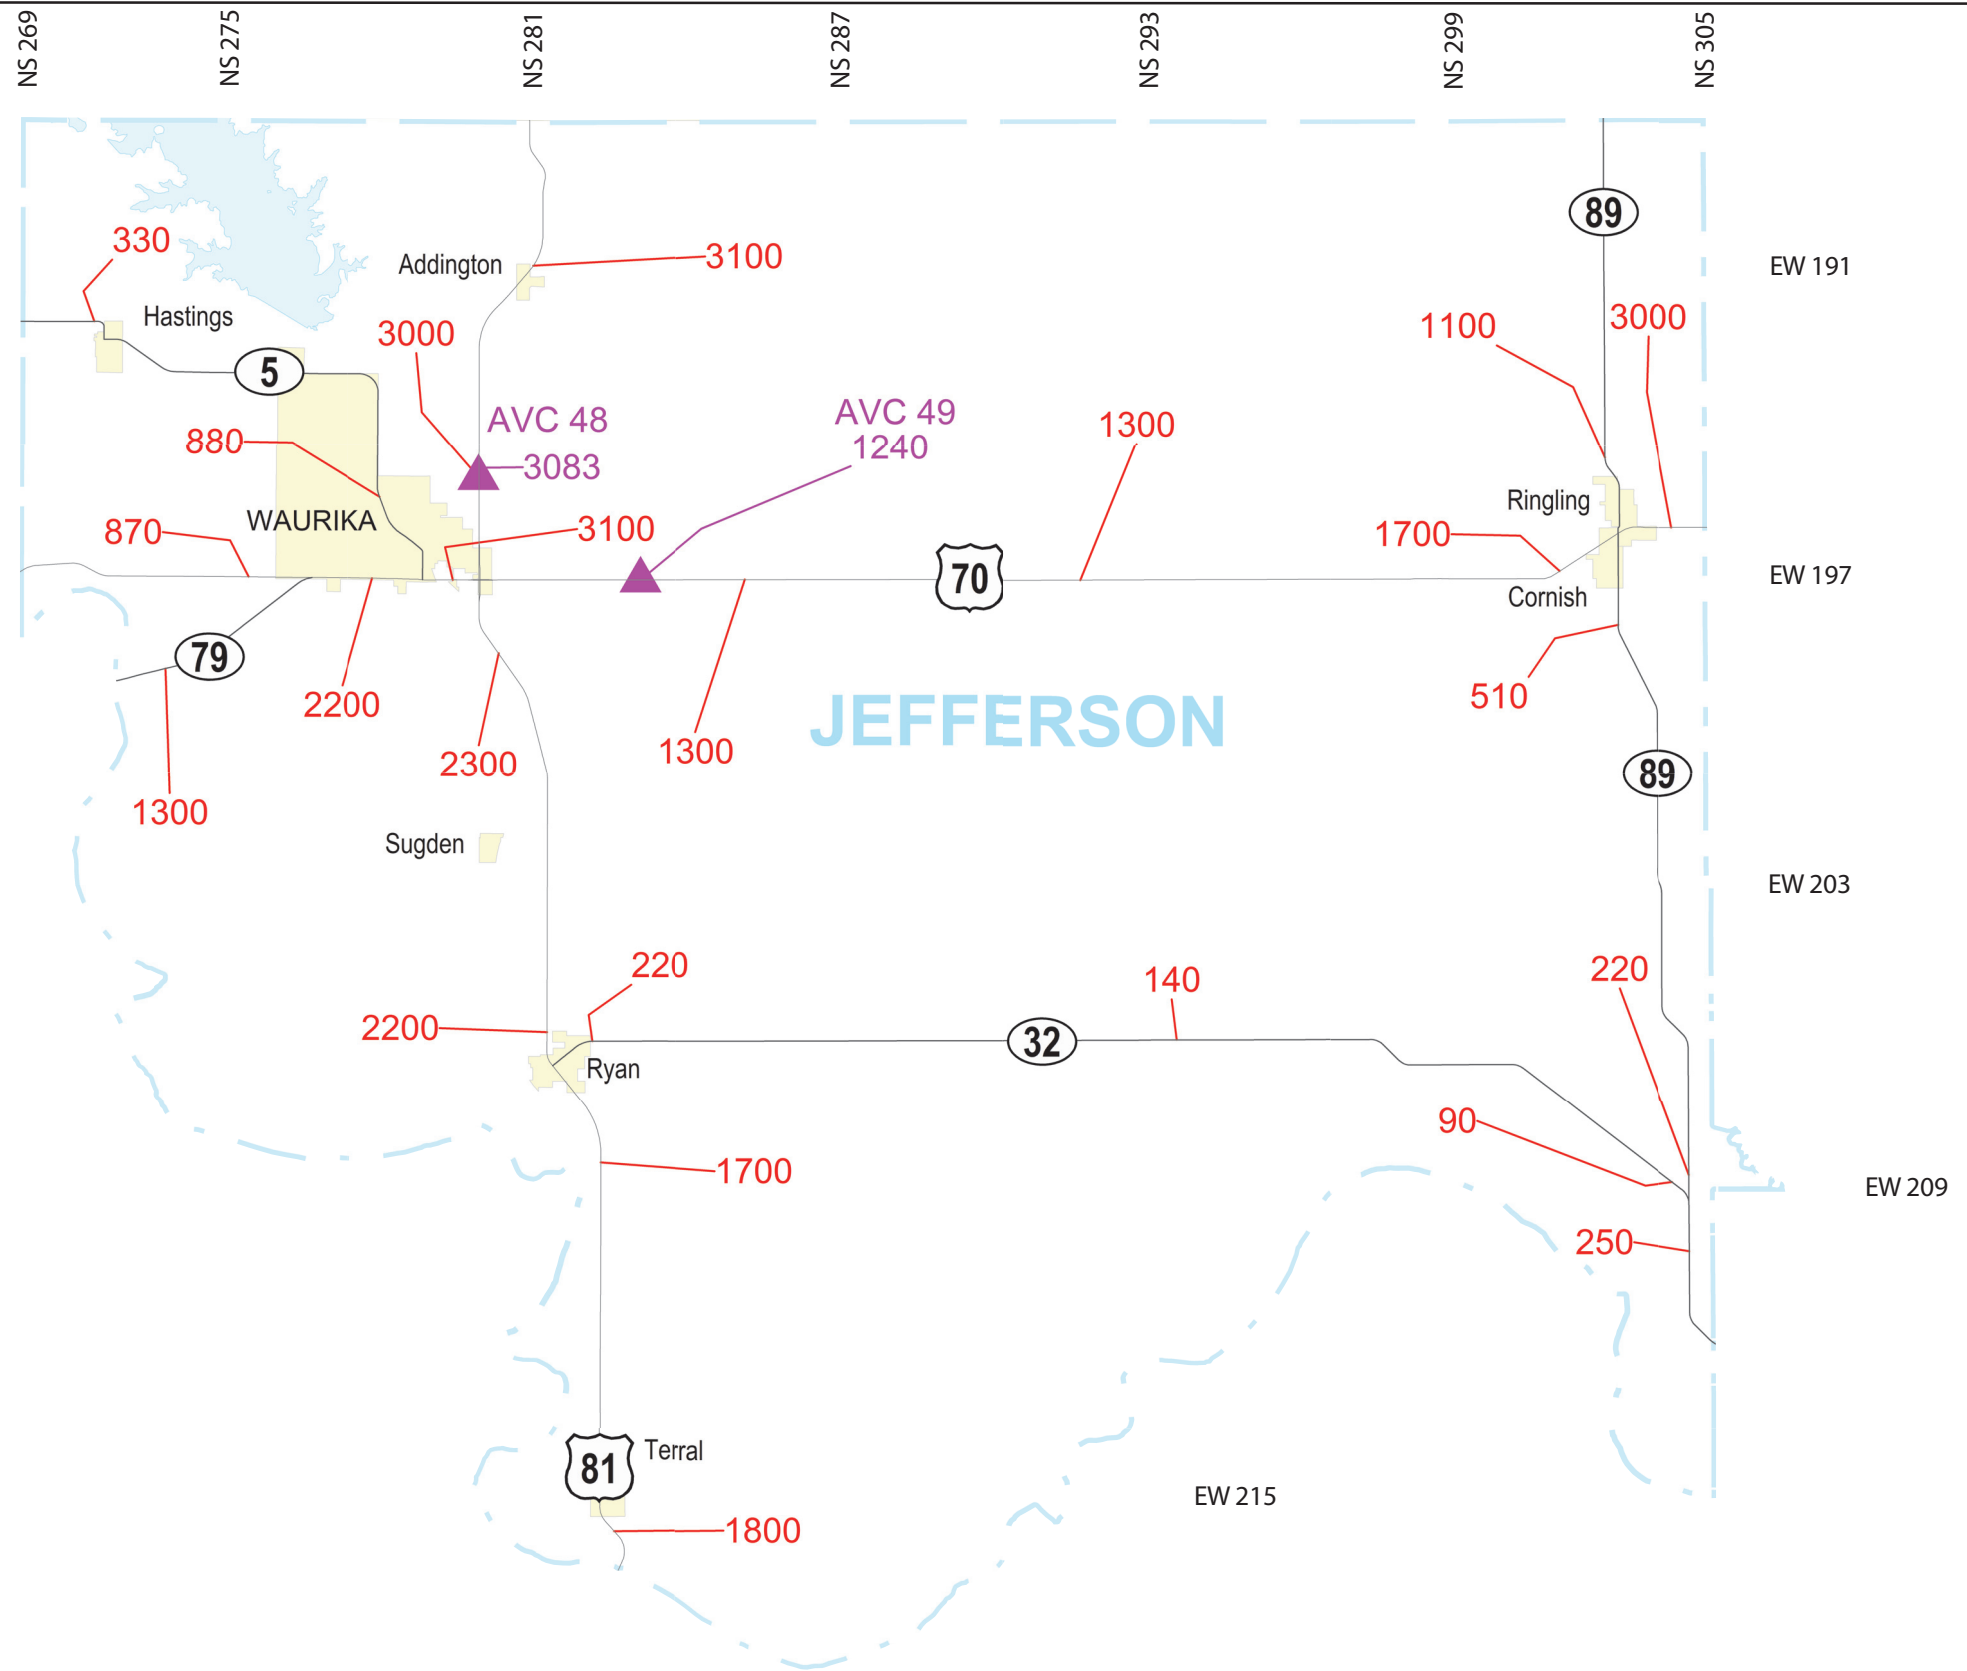 NS 269
NS 275
NS 281
NS 287
NS 293
NS 299
NS 305
89
330
Addington
3100
EW 191
Hastings
3000
1100
3000
5
AVC 48
3083
AVC 49
1240
1300
880
WAURIKA
Ringling
870
3100
1700
70
EW 197
Cornish
79
2200
510
JEFFERSON
2300
1300
89
1300
Sugden
EW 203
220
140
220
2200
32
Ryan
90
1700
EW 209
250
Terral
81
EW 215
1800